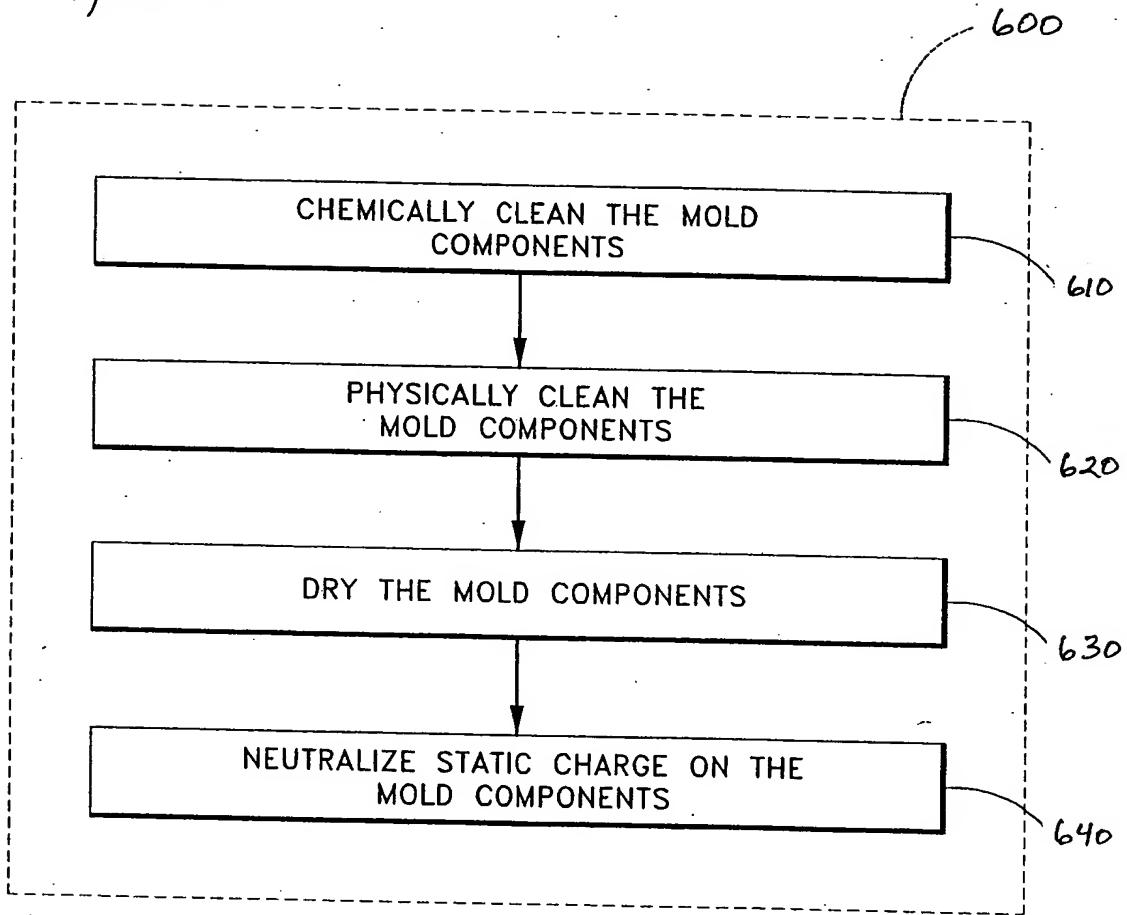 600
CHEMICALLY CLEAN THE MOLD
COMPONENTS
610
PHYSICALLY CLEAN THE
MOLD COMPONENTS
620
DRY THE MOLD COMPONENTS
630
NEUTRALIZE STATIC CHARGE ON THE
MOLD COMPONENTS
640